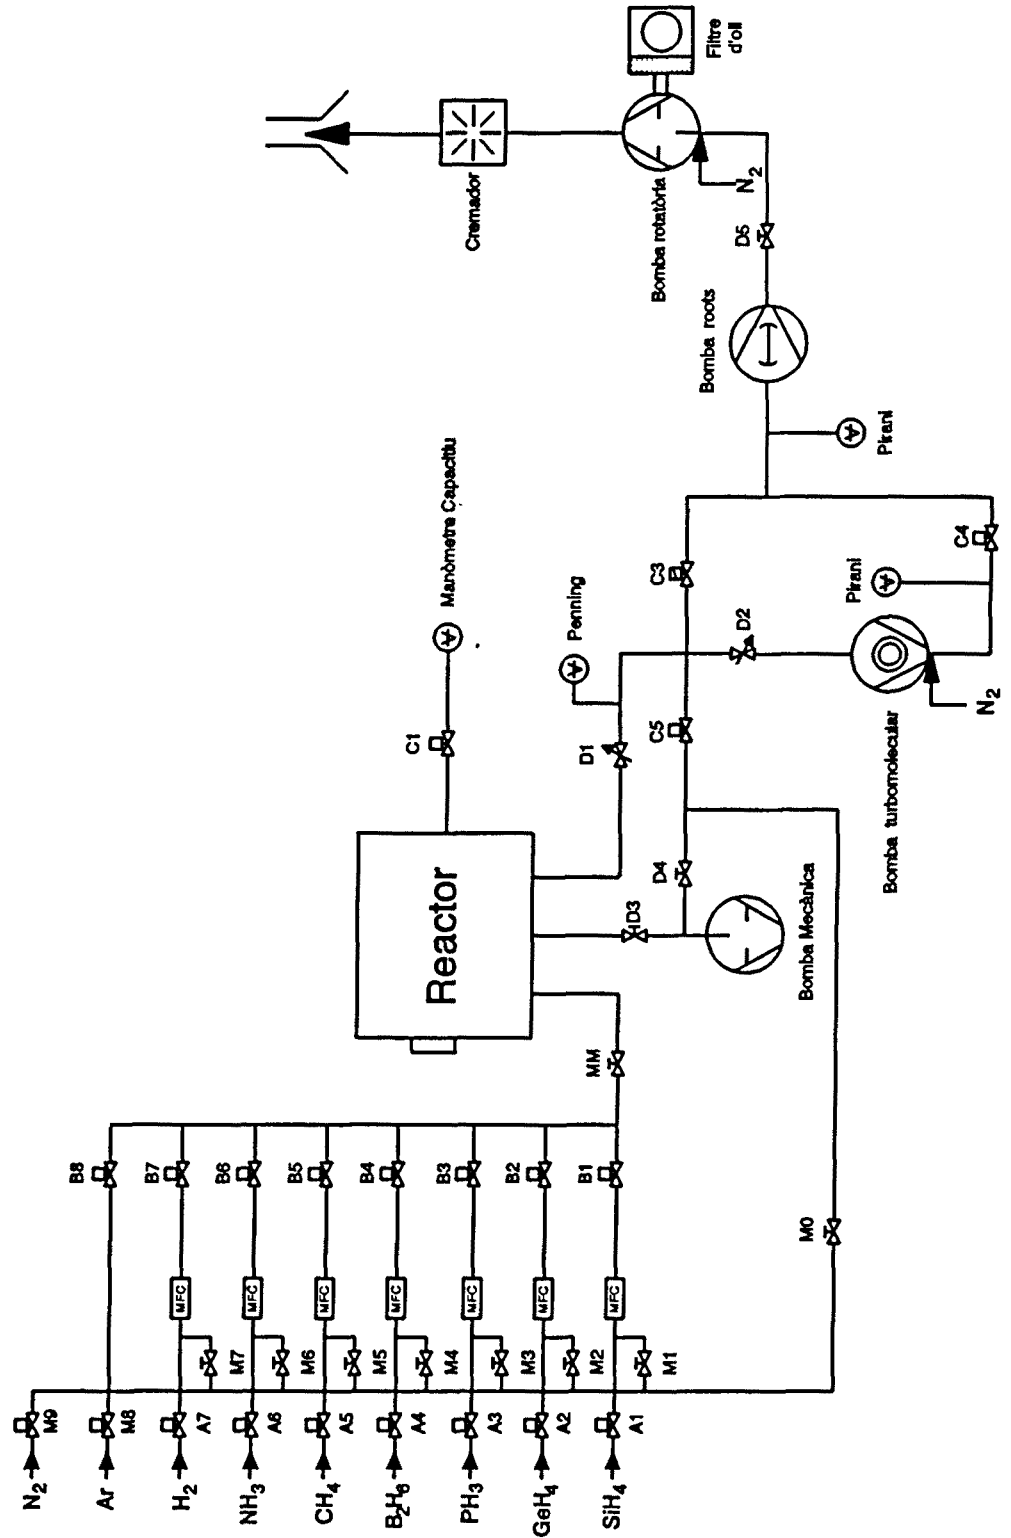 N2
Ar
H2
NH3
CH4
B2H6
PH3
GeH4
SiH4
M9
M8
A7
A6
A5
A4
A3
A2
A1
M7
M6
M5
M4
M3
M2
M1
MFC
MFC
MFC
MFC
MFC
MFC
MFC
B8
B7
B6
B5
B4
B3
B2
B1
M0
MM
Reactor
C1
Manòmetre Capacitiu
D1
Penning
D3
D4
Bomba Mecànica
C5
C3
D2
Bomba turbomolecular
N2
Pirani
C4
Pirani
Bomba roots
D5
N2
Bomba rotatòria
Filtre
d'oli
Cremador